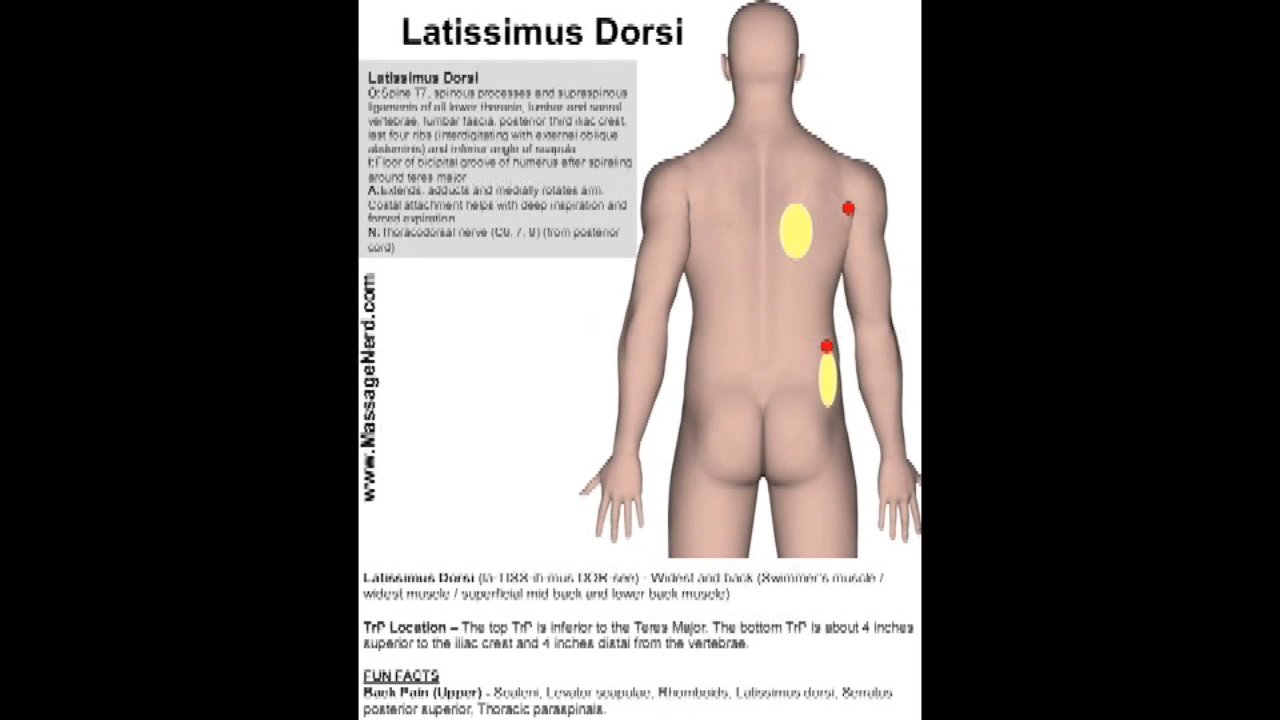 Latissimus Dorsi
Latissimus Dorsi
O: Spine T7, spinous processes and supraspinous
ligaments of all lower thoracic, lumbar and sacral
vertebrae, lumbar fascia, posterior third iliac crest,
last four ribs (interdigitating with external oblique
abdominis) and inferior angle of scapula
I: Floor of bicipital groove of humerus after spiraling
around teres major
A. Extends, adducts and medially rotates arm.
Costal attachment helps with deep inspiration and
forced expiration
N. Thoracodorsal nerve (C6, 7, 8) (from posterior
cord)
www.MassageNerd.com
Latissimus Dorsi (la-TISS-ih-mus DOR-see) - Widest and back (Swimmer's muscle /
widest muscle / superficial mid back and lower back muscle)
TrP Location – The top TrP is inferior to the Teres Major. The bottom TrP is about 4 inches
superior to the iliac crest and 4 inches distal from the vertebrae.
FUN FACTS
Back Pain (Upper) - Scaleni, Levator scapulae, Rhomboids, Latissimus dorsi, Serratus
posterior superior, Thoracic paraspinals.